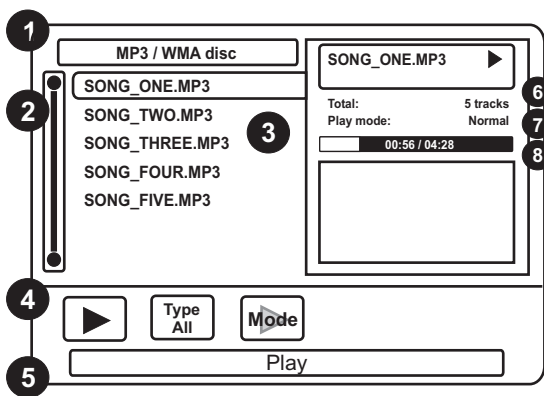 1
MP3 / WMA disc
SONG_ONE.MP3
2
SONG_ONE.MP3
SONG_TWO.MP3
3
SONG_THREE.MP3
SONG_FOUR.MP3
SONG_FIVE.MP3
6
Total: 5 tracks
7
Play mode: Normal
8
00:56 / 04:28
4
Type
All
Mode
5
Play